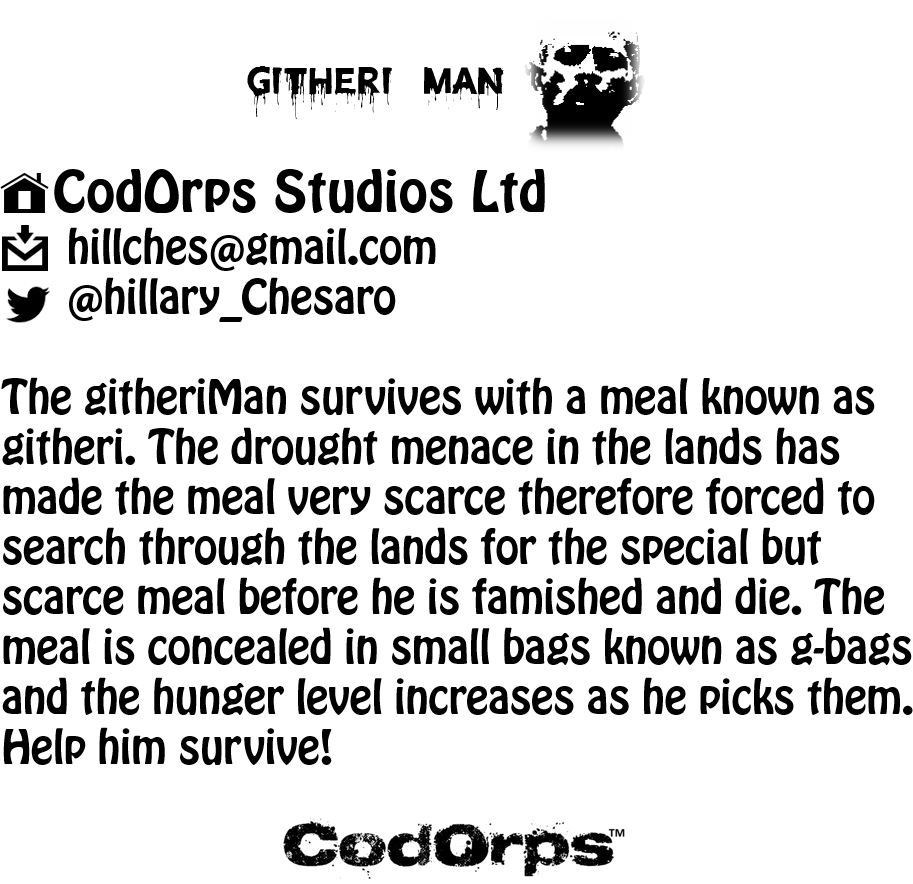 GITHERI MAN
CodOrps Studios Ltd
hillches@gmail.com
@hillary_Chesaro
The githeriMan survives with a meal known as
githeri. The drought menace in the lands has
made the meal very scarce therefore forced to
search through the lands for the special but
scarce meal before he is famished and die. The
meal is concealed in small bags known as g-bags
and the hunger level increases as he picks them.
Help him survive!
CodOrps™